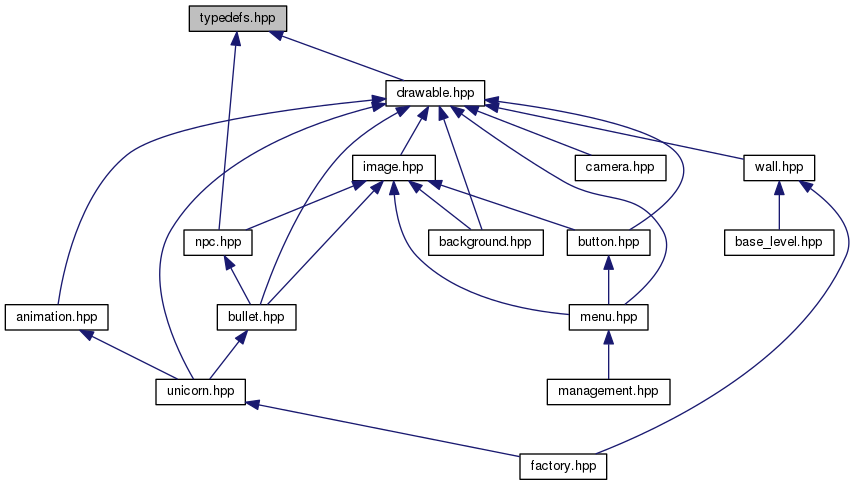 typedefs.hpp
drawable.hpp
image.hpp
camera.hpp
wall.hpp
npc.hpp
background.hpp
button.hpp
base_level.hpp
animation.hpp
bullet.hpp
menu.hpp
unicorn.hpp
management.hpp
factory.hpp